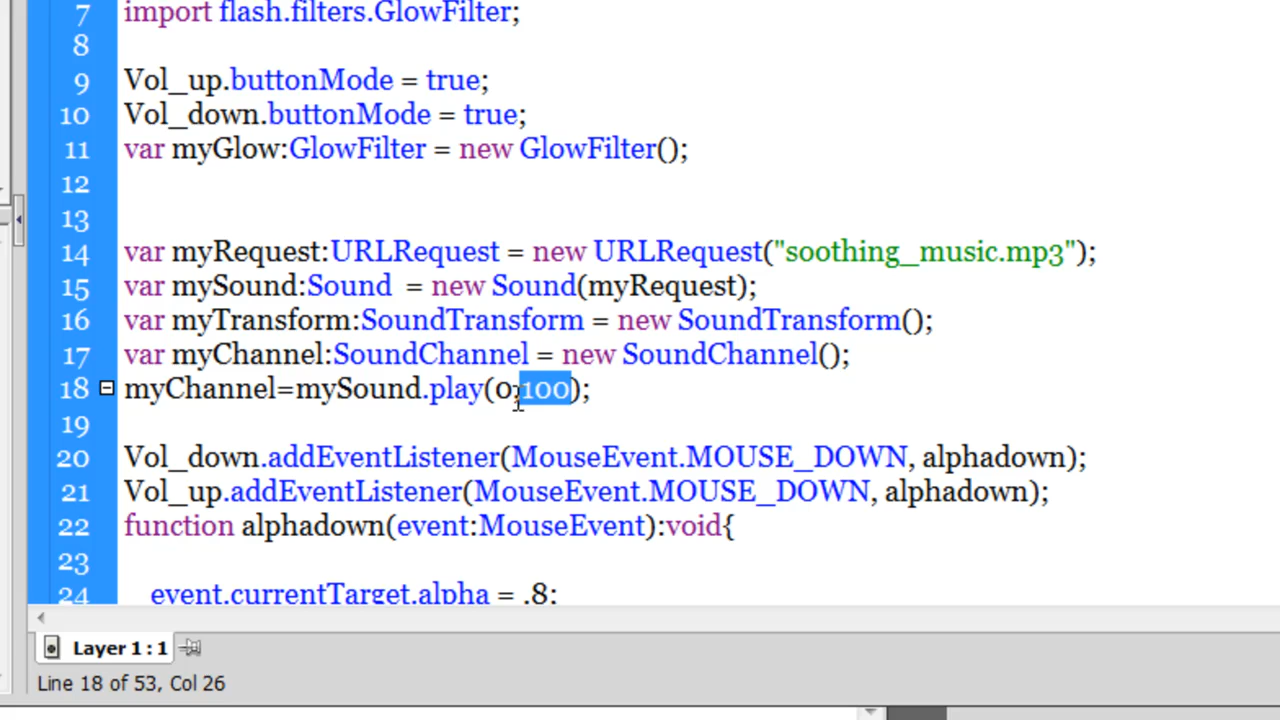 7 import flash.filters.GlowFilter;
8
9 Vol_up.buttonMode = true;
10 Vol_down.buttonMode = true;
11 var myGlow:GlowFilter = new GlowFilter();
12
13
14 var myRequest:URLRequest = new URLRequest("soothing_music.mp3");
15 var mySound:Sound  = new Sound(myRequest);
16 var myTransform:SoundTransform = new SoundTransform();
17 var myChannel:SoundChannel = new SoundChannel();
18 myChannel=mySound.play(0,100);
19
20 Vol_down.addEventListener(MouseEvent.MOUSE_DOWN, alphadown);
21 Vol_up.addEventListener(MouseEvent.MOUSE_DOWN, alphadown);
22 function alphadown(event:MouseEvent):void{
23
24 event.currentTarget.alpha = .8;
Layer 1 : 1
Line 18 of 53, Col 26